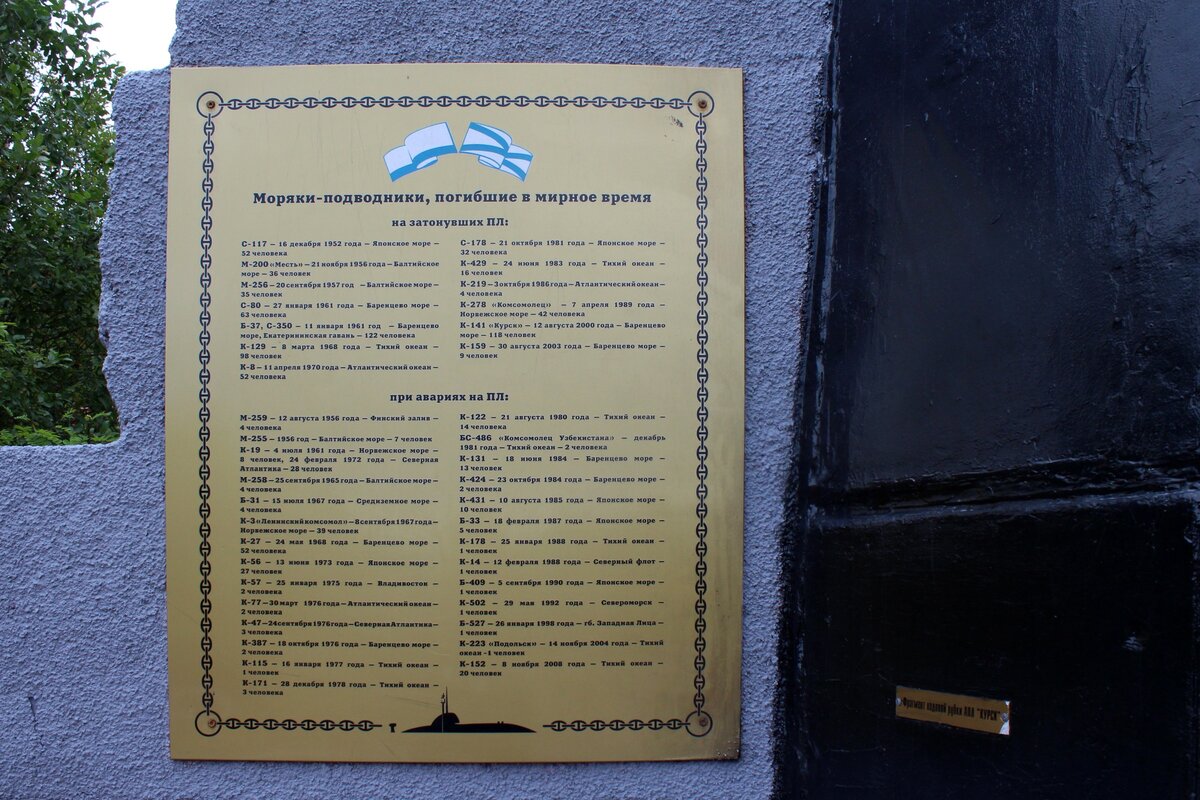 Моряки-подводники, погибшие в мирное время
на затонувших ПЛ:
С-117 – 16 декабря 1952 года – Японское море –
52 человека
М-200 «Месть» – 21 ноября 1956 года – Балтийское
море – 36 человек
М-256 – 20 сентября 1957 год – Балтийское море –
35 человек
С-80 – 27 января 1961 года – Баренцево море –
63 человека
Б-37, С-350 – 11 января 1961 год – Баренцево
море, Екатерининская гавань – 122 человека
К-129 – 8 марта 1968 года – Тихий океан –
98 человек
К-8 – 11 апреля 1970 года – Атлантический океан –
52 человека
С-178 – 21 октября 1981 года – Японское море –
32 человека
К-429 – 24 июня 1983 года – Тихий океан –
16 человек
К-219 – 3 октября 1986 года – Атлантический океан –
4 человека
К-278 «Комсомолец» – 7 апреля 1989 года –
Норвежское море – 42 человека
К-141 «Курск» – 12 августа 2000 года – Баренцево
море – 118 человек
К-159 – 30 августа 2003 года – Баренцево море –
9 человек
при авариях на ПЛ:
М-259 – 12 августа 1956 года – Финский залив –
4 человека
М-255 – 1956 год – Балтийское море – 7 человек
К-19 – 4 июля 1961 года – Норвежское море –
8 человек, 24 февраля 1972 года – Северная
Атлантика – 28 человек
М-258 – 25 сентября 1965 года – Балтийское море –
4 человека
Б-31 – 15 июля 1967 года – Средиземное море –
4 человека
К-3 «Ленинский комсомол» – 8 сентября 1967 года –
Норвежское море – 39 человек
К-27 – 24 мая 1968 года – Баренцево море –
52 человека
К-56 – 13 июня 1973 года – Японское море –
27 человек
К-57 – 25 января 1975 года – Владивосток –
2 человека
К-77 – 30 март 1976 года – Атлантический океан –
2 человека
К-47 – 24 сентября 1976 года – Северная Атлантика –
3 человека
К-387 – 18 октября 1976 года – Баренцево море –
2 человека
К-115 – 16 января 1977 года – Тихий океан –
1 человек
К-171 – 28 декабря 1978 года – Тихий океан –
3 человека
К-122 – 21 августа 1980 года – Тихий океан –
14 человек
БС-486 «Комсомолец Узбекистана» – декабрь
1981 года – Тихий океан – 2 человека
К-131 – 18 июня 1984 – Баренцево море –
13 человек
К-424 – 23 октября 1984 года – Баренцево море –
2 человека
К-431 – 10 августа 1985 года – Японское море –
10 человек
Б-33 – 18 февраля 1987 года – Японское море –
5 человек
К-178 – 25 января 1988 года – Тихий океан –
1 человек
К-14 – 12 февраля 1988 года – Северный флот –
1 человек
Б-409 – 5 сентября 1990 года – Японское море –
1 человек
К-502 – 29 мая 1992 года – Североморск –
1 человек
Б-527 – 26 января 1998 года – гб. Западная Лица –
1 человек
К-223 «Подольск» – 14 ноября 2004 года – Тихий
океан -1 человек
К-152 – 8 ноября 2008 года – Тихий океан –
20 человек
Фрагмент ходовой рубки АПЛ "КУРСК"